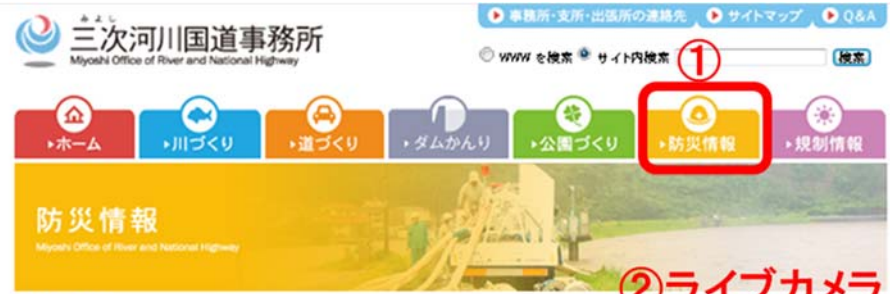 事務所・支所・出張所の連絡先 サイトマップ Q&A
みよし
三次河川国道事務所
Miyoshi Office of River and National Highway
WWW を検索 サイト内検索 検索
①
ホーム 川づくり 道づくり ダムかんり 公園づくり 防災情報 規制情報
防災情報
Miyoshi Office of River and National Highway
②ライブカメラ